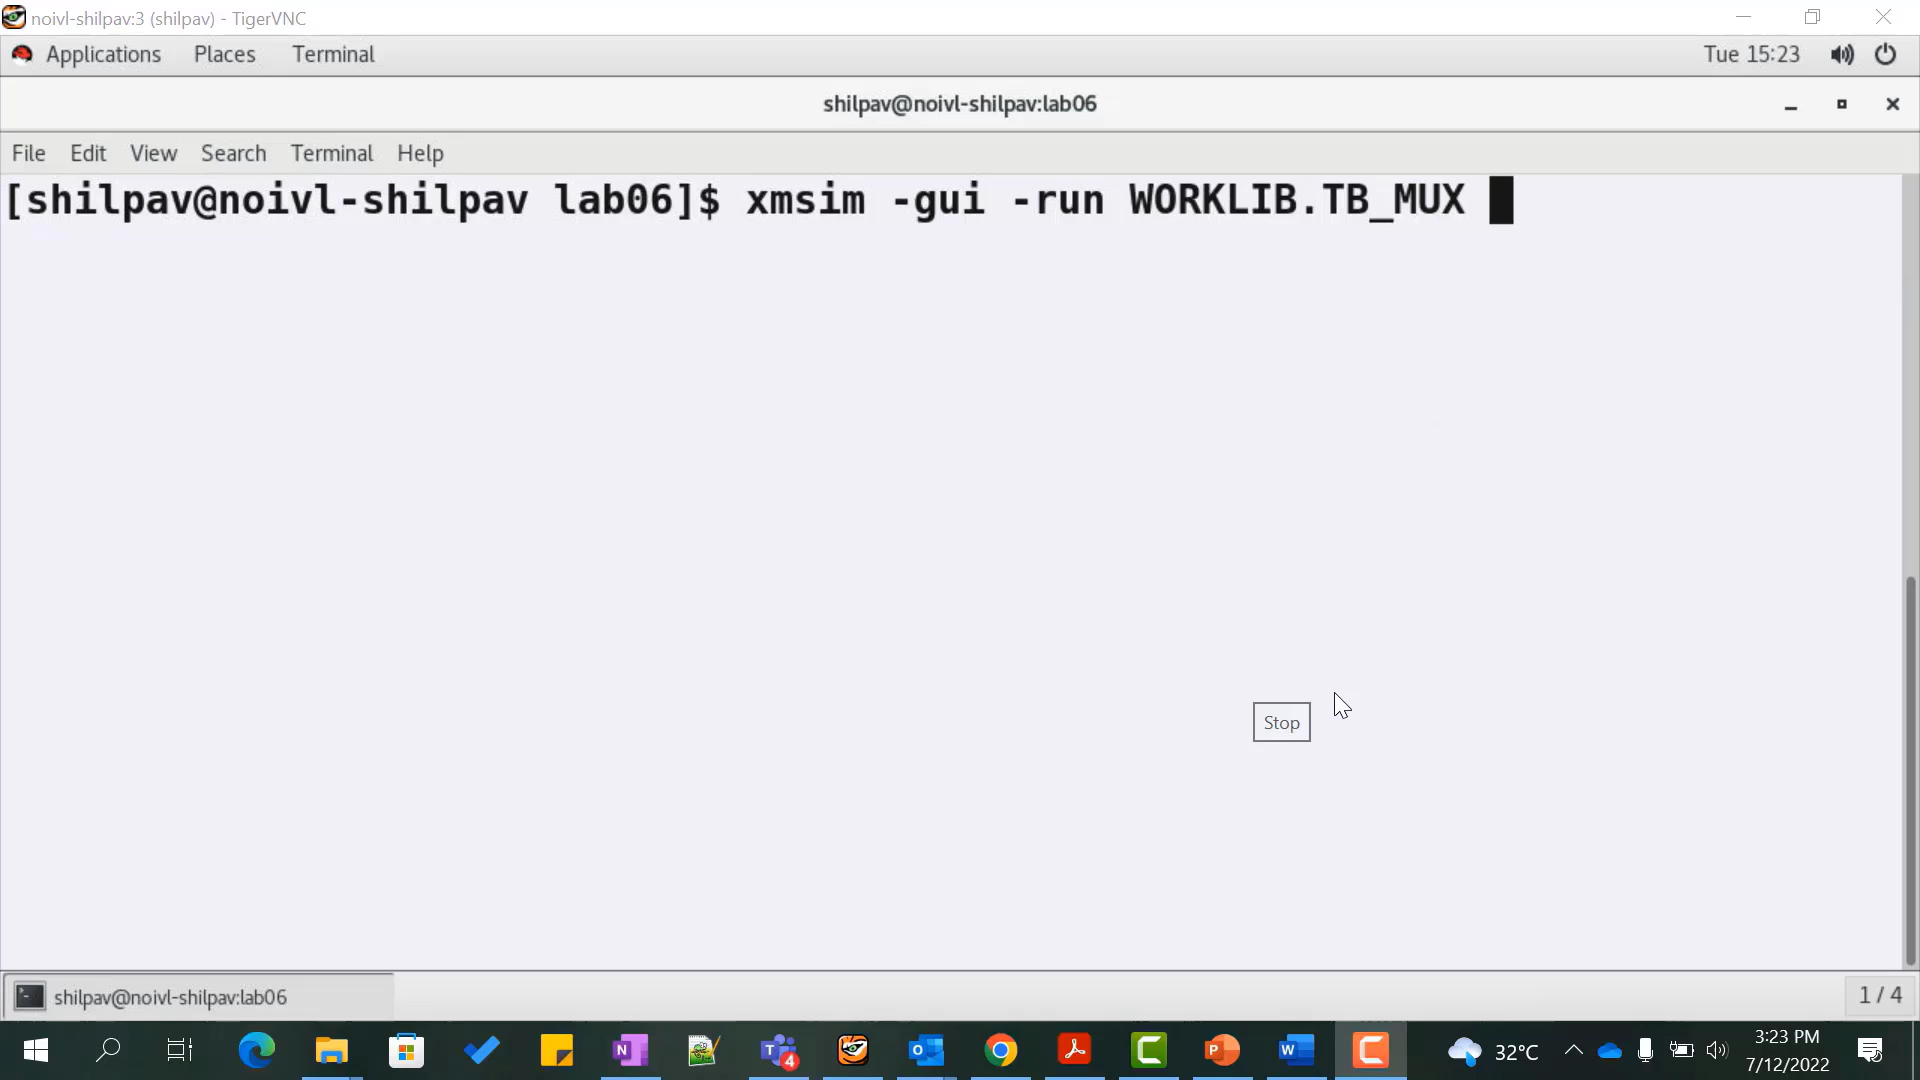 noivl-shilpav:3 (shilpav) - TigerVNC
Applications Places Terminal Tue 15:23
shilpav@noivl-shilpav:lab06
File Edit View Search Terminal Help
[shilpav@noivl-shilpav lab06]$ xmsim -gui -run WORKLIB.TB_MUX
Stop
shilpav@noivl-shilpav:lab06 1 / 4
N 4 P W 32°C 3:23 PM
7/12/2022